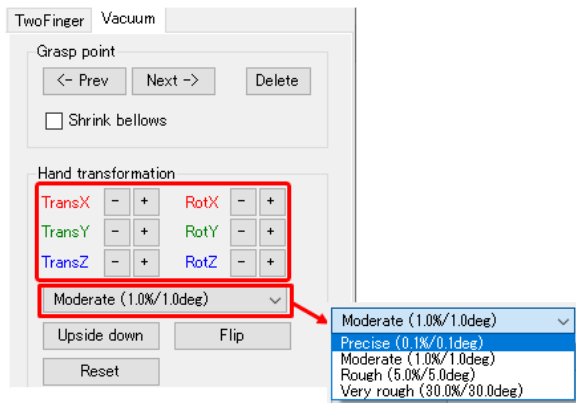 TwoFinger Vacuum
Grasp point
<- Prev Next -> Delete
Shrink bellows
Hand transformation
TransX - + RotX - +
TransY - + RotY - +
TransZ - + RotZ - +
Moderate (1.0%/1.0deg)
Upside down Flip
Reset
Moderate (1.0%/1.0deg)
Precise (0.1%/0.1deg)
Moderate (1.0%/1.0deg)
Rough (5.0%/5.0deg)
Very rough (30.0%/30.0deg)